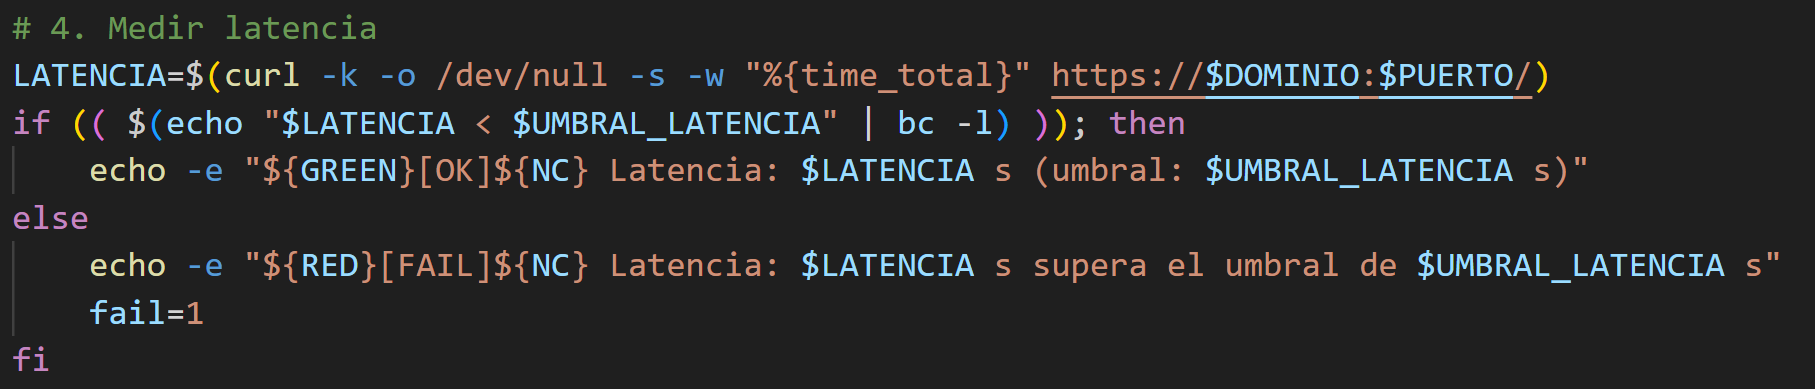 # 4. Medir latencia
LATENCIA=$(curl -k -o /dev/null -s -w "%{time_total}" https://$DOMINIO:$PUERTO/)
if (( $(echo "$LATENCIA < $UMBRAL_LATENCIA" | bc -l) )); then
    echo -e "${GREEN}[OK]${NC} Latencia: $LATENCIA s (umbral: $UMBRAL_LATENCIA s)"
else
    echo -e "${RED}[FAIL]${NC} Latencia: $LATENCIA s supera el umbral de $UMBRAL_LATENCIA s"
    fail=1
fi